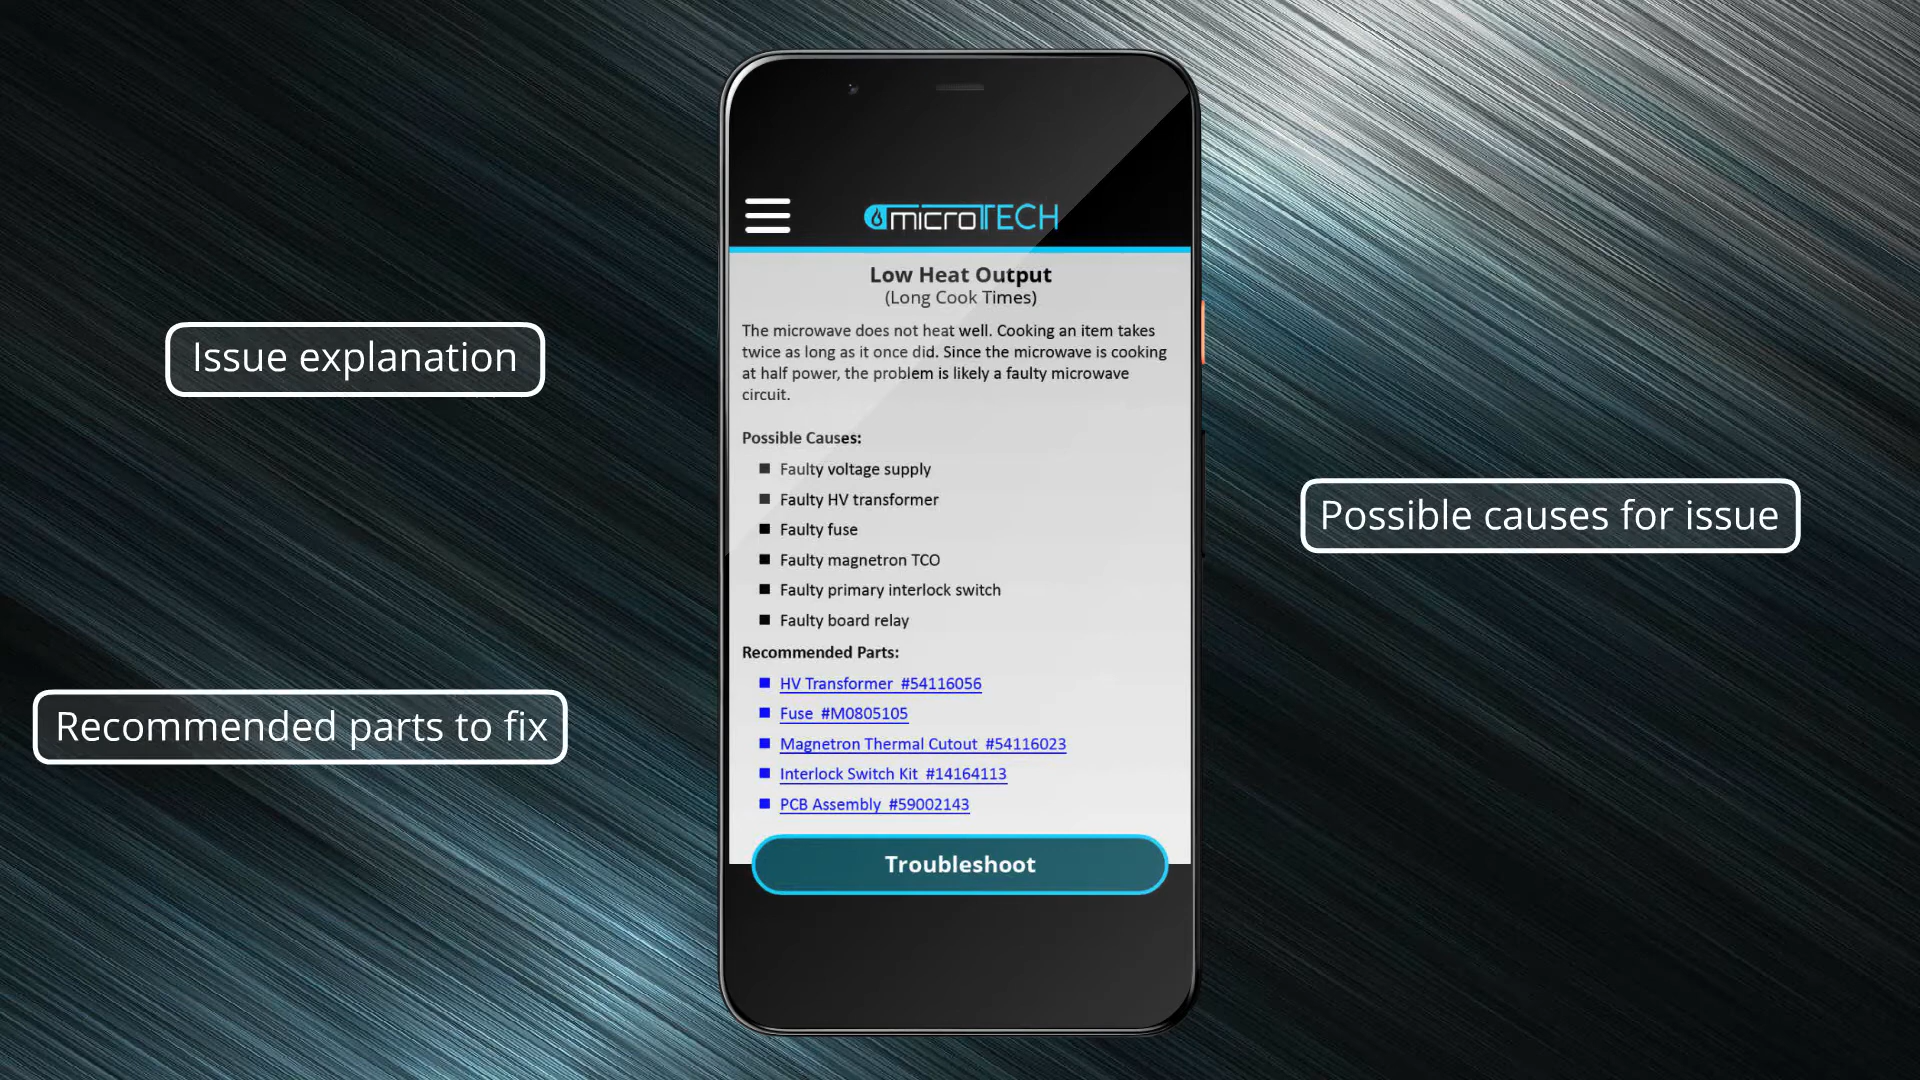 microTECH
Low Heat Output
(Long Cook Times)
The microwave does not heat well. Cooking an item takes
twice as long as it once did. Since the microwave is cooking
at half power, the problem is likely a faulty microwave
circuit.
Issue explanation
Possible Causes:
■ Faulty voltage supply
■ Faulty HV transformer
■ Faulty fuse
■ Faulty magnetron TCO
■ Faulty primary interlock switch
■ Faulty board relay
Possible causes for issue
Recommended Parts:
■ HV Transformer #54116056
■ Fuse #M0805105
■ Magnetron Thermal Cutout #54116023
■ Interlock Switch Kit #14164113
■ PCB Assembly #59002143
Recommended parts to fix
Troubleshoot